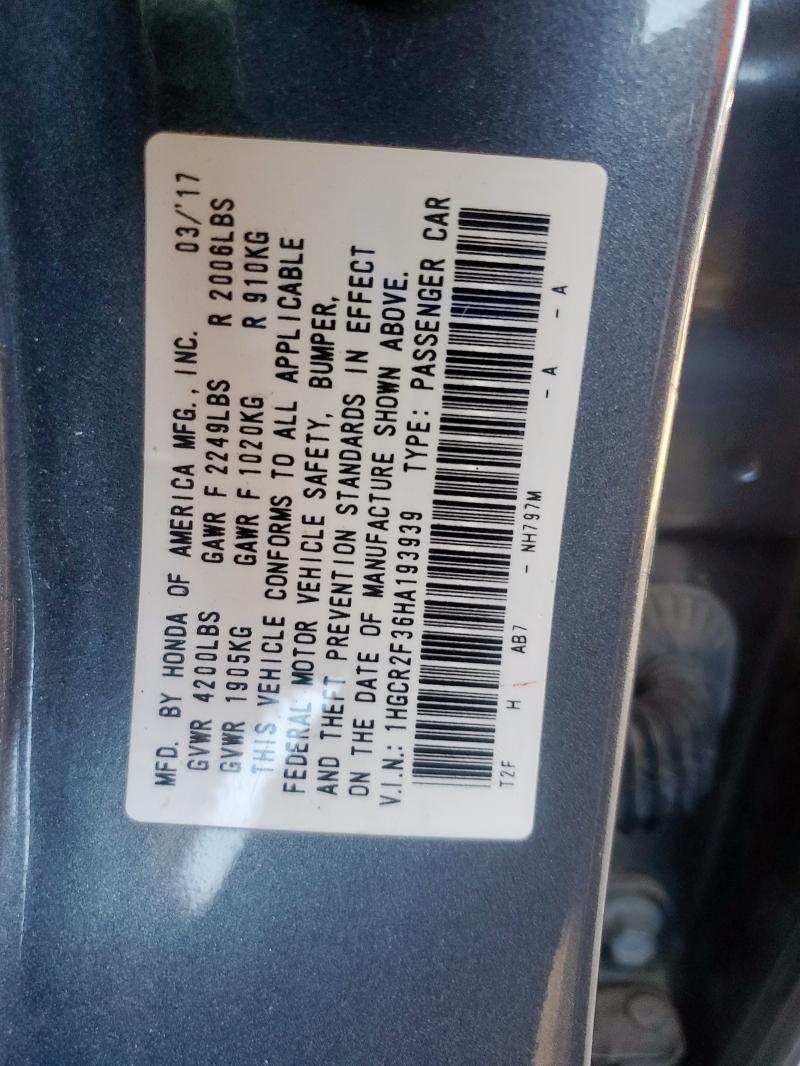 MFD. BY HONDA OF AMERICA MFG., INC. 03/'17
GVWR 4200LBS GAWR F 2249LBS R 2006LBS
GVWR 1905KG GAWR F 1020KG R 910KG
THIS VEHICLE CONFORMS TO ALL APPLICABLE
FEDERAL MOTOR VEHICLE SAFETY, BUMPER,
AND THEFT PREVENTION STANDARDS IN EFFECT
ON THE DATE OF MANUFACTURE SHOWN ABOVE.
V.I.N.: 1HGCR2F36HA193939 TYPE: PASSENGER CAR
T2F H AB7 - NH797M - A - A